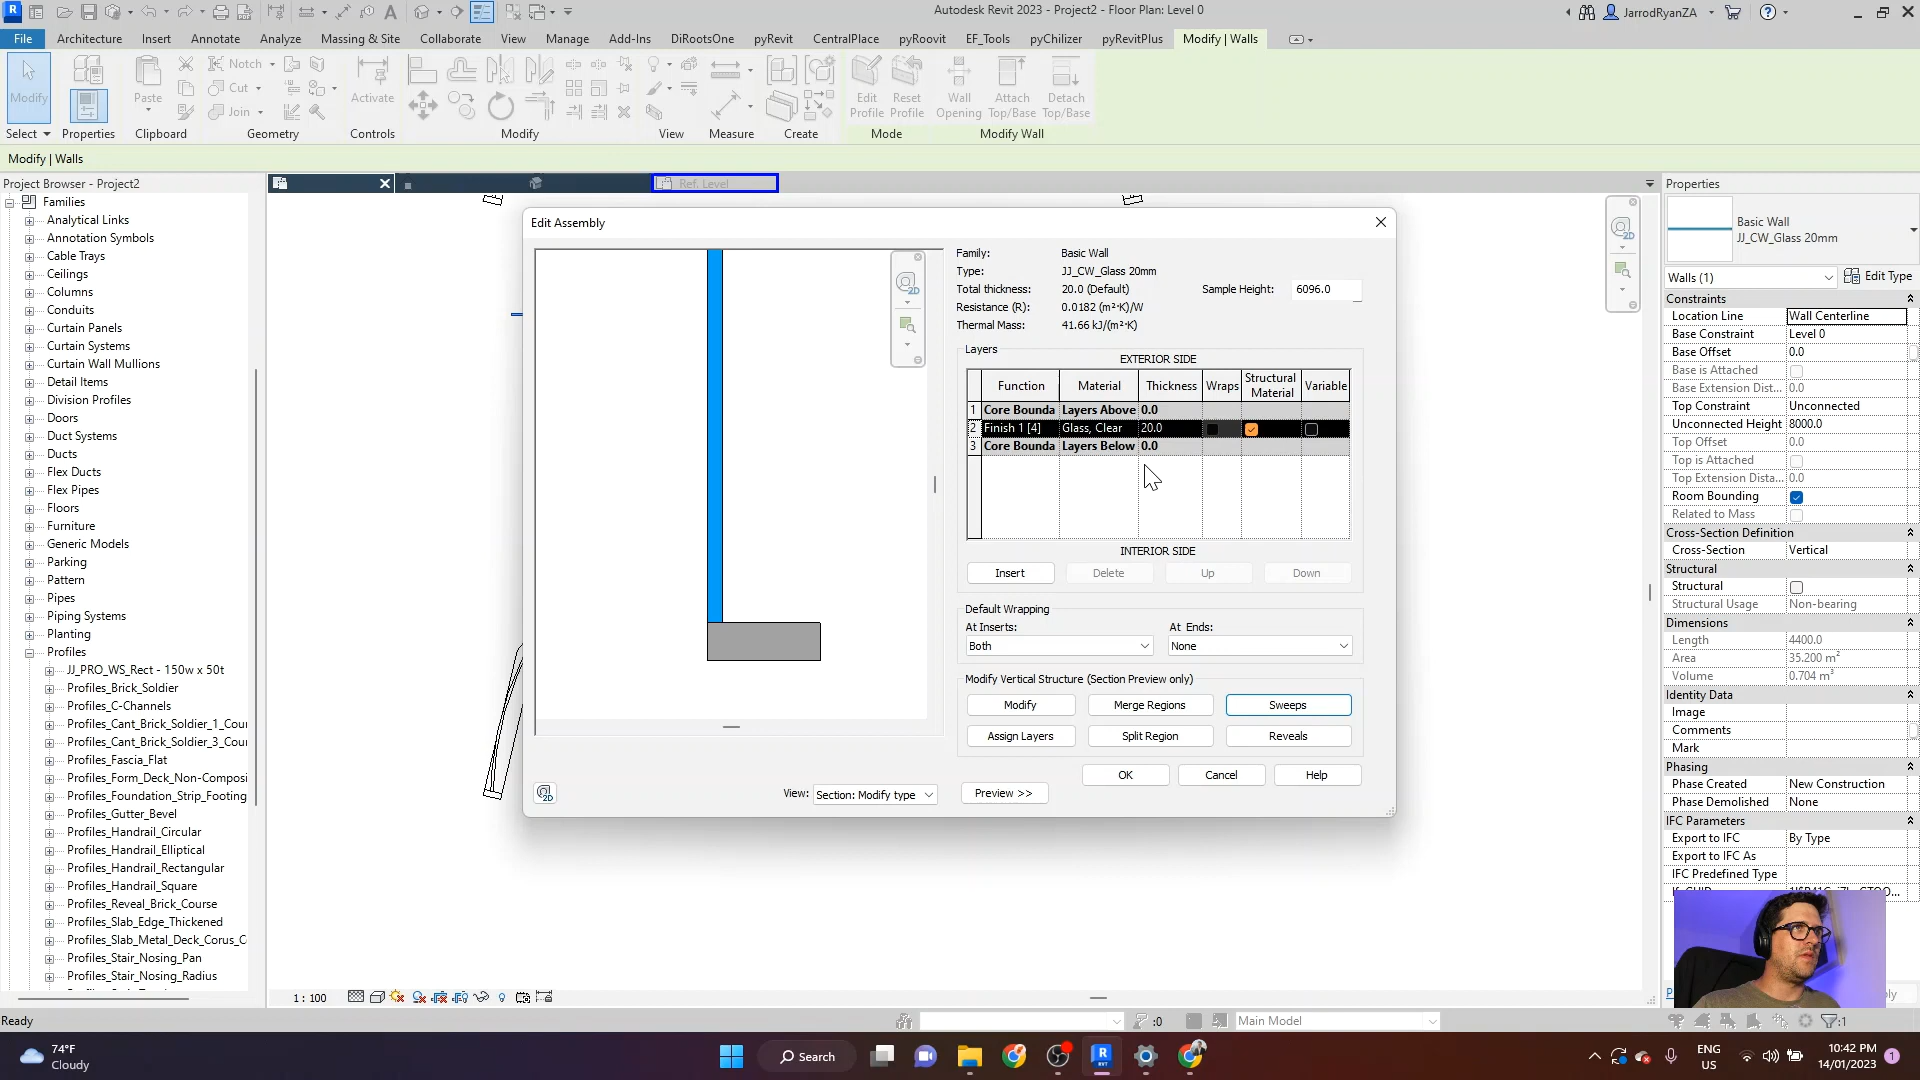 Autodesk Revit 2023 - Project2 - Floor Plan: Level 0
JarrodRyanZA
File
Architecture
Insert
Annotate
Analyze
Massing & Site
Collaborate
View
Manage
Add-Ins
DiRootsOne
pyRevit
CentralPlace
pyRoovit
EF_Tools
pyChilizer
pyRevitPlus
Modify | Walls
Modify
Paste
Notch
Cut
Join
Activate
Edit Profile
Reset Profile
Wall Opening
Attach Top/Base
Detach Top/Base
Select
Properties
Clipboard
Geometry
Controls
Modify
View
Measure
Create
Mode
Modify Wall
Modify | Walls
Project Browser - Project2
Families
Analytical Links
Annotation Symbols
Cable Trays
Ceilings
Columns
Conduits
Curtain Panels
Curtain Systems
Curtain Wall Mullions
Detail Items
Division Profiles
Doors
Duct Systems
Ducts
Flex Ducts
Flex Pipes
Floors
Furniture
Generic Models
Parking
Pattern
Pipes
Piping Systems
Planting
Profiles
JJ_PRO_WS_Rect - 150w x 50t
Profiles_Brick_Soldier
Profiles_C-Channels
Profiles_Cant_Brick_Soldier_1_Cour
Profiles_Cant_Brick_Soldier_3_Cour
Profiles_Fascia_Flat
Profiles_Form_Deck_Non-Composi
Profiles_Foundation_Strip_Footing
Profiles_Gutter_Bevel
Profiles_Handrail_Circular
Profiles_Handrail_Elliptical
Profiles_Handrail_Rectangular
Profiles_Handrail_Square
Profiles_Reveal_Brick_Course
Profiles_Slab_Edge_Thickened
Profiles_Slab_Metal_Deck_Corus_C
Profiles_Stair_Nosing_Pan
Profiles_Stair_Nosing_Radius
Ref. Level
Edit Assembly
Family: Basic Wall
Type: JJ_CW_Glass 20mm
Total thickness: 20.0 (Default)
Sample Height: 6096.0
Resistance (R): 0.0182 (m²·K)/W
Thermal Mass: 41.66 kJ/(m²·K)
Layers
EXTERIOR SIDE
Function Material Thickness Wraps Structural Material Variable
1 Core Bounda Layers Above 0.0
2 Finish 1 [4] Glass, Clear 20.0
3 Core Bounda Layers Below 0.0
INTERIOR SIDE
Insert
Delete
Up
Down
Default Wrapping
At Inserts: At Ends:
Both None
Modify Vertical Structure (Section Preview only)
Modify Merge Regions Sweeps
Assign Layers Split Region Reveals
OK Cancel Help
View: Section: Modify type
Preview >>
2D
2D
Properties
Basic Wall
JJ_CW_Glass 20mm
Walls (1)
Edit Type
Constraints
Location Line Wall Centerline
Base Constraint Level 0
Base Offset 0.0
Base is Attached
Base Extension Dist... 0.0
Top Constraint Unconnected
Unconnected Height 8000.0
Top Offset 0.0
Top is Attached
Top Extension Dista... 0.0
Room Bounding
Related to Mass
Cross-Section Definition
Cross-Section Vertical
Structural
Structural
Structural Usage Non-bearing
Dimensions
Length 4400.0
Area 35.200 m²
Volume 0.704 m³
Identity Data
Image
Comments
Mark
Phasing
Phase Created New Construction
Phase Demolished None
IFC Parameters
Export to IFC By Type
Export to IFC As
IFC Predefined Type
1 : 100
Ready
:0
Main Model
:1
74°F
Cloudy
Search
ENG
US
10:42 PM
14/01/2023
1